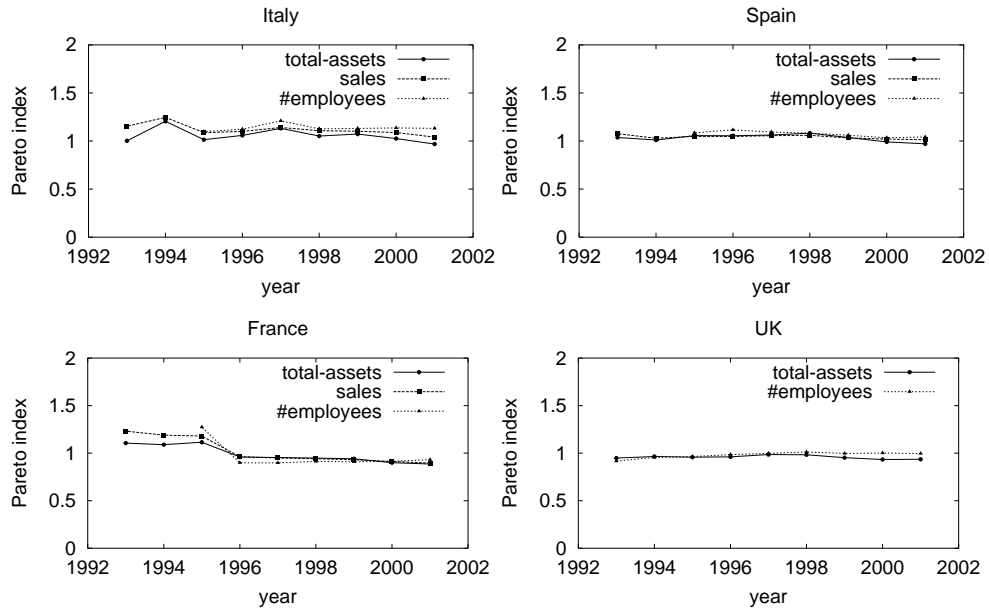 Italy
2
1.5
1
0.5
0
Pareto index
total-assets
sales
#employees
1992 1994 1996 1998 2000 2002
year
Spain
2
1.5
1
0.5
0
Pareto index
total-assets
sales
#employees
1992 1994 1996 1998 2000 2002
year
France
2
1.5
1
0.5
0
Pareto index
total-assets
sales
#employees
1992 1994 1996 1998 2000 2002
year
UK
2
1.5
1
0.5
0
Pareto index
total-assets
#employees
1992 1994 1996 1998 2000 2002
year